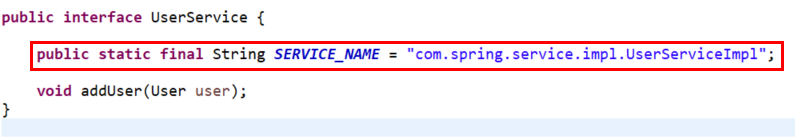 public interface UserService {
public static final String SERVICE_NAME = "com.spring.service.impl.UserServiceImpl";
void addUser(User user);
}